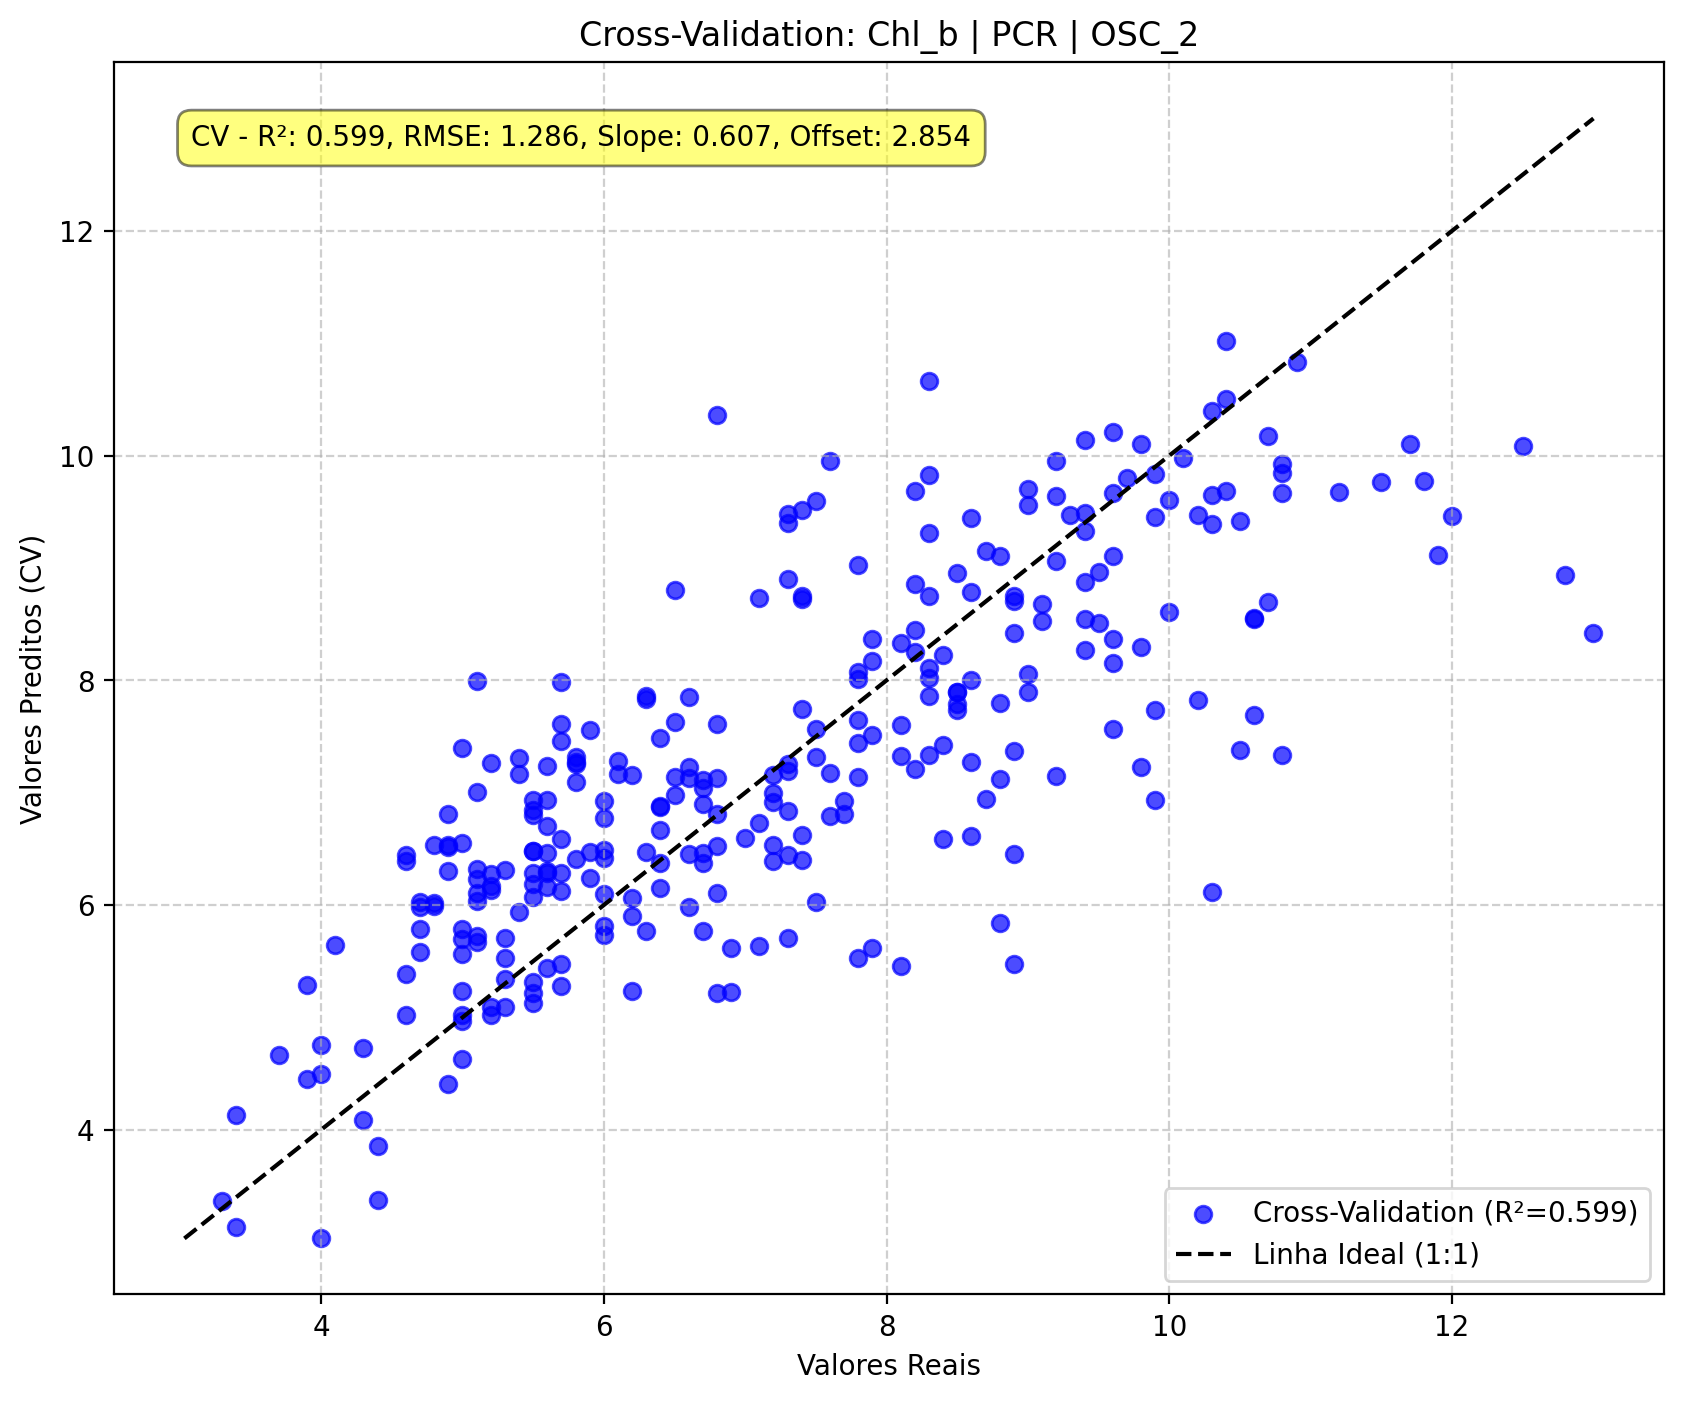 Cross-Validation: Chl_b | PCR | OSC_2
CV - R²: 0.599, RMSE: 1.286, Slope: 0.607, Offset: 2.854
12
10
8
6
4
Valores Preditos (CV)
Cross-Validation (R²=0.599)
Linha Ideal (1:1)
4 6 8 10 12
Valores Reais